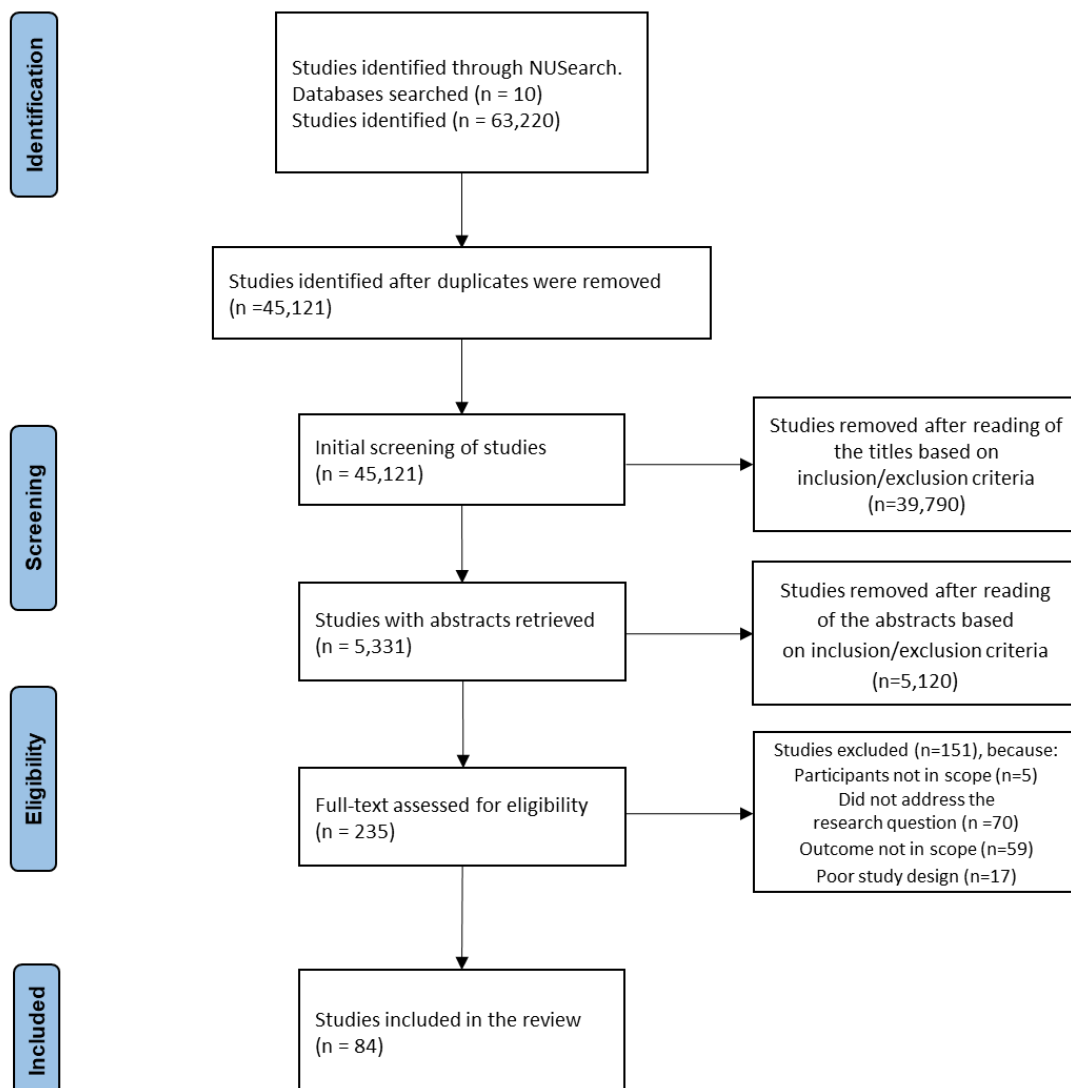 Identification
Studies identified through NUSearch.
Databases searched (n = 10)
Studies identified (n = 63,220)
Studies identified after duplicates were removed
(n =45,121)
Screening
Initial screening of studies
(n = 45,121)
Studies removed after reading of
the titles based on
inclusion/exclusion criteria
(n=39,790)
Studies with abstracts retrieved
(n = 5,331)
Studies removed after reading
of the abstracts based
on inclusion/exclusion criteria
(n=5,120)
Eligibility
Full-text assessed for eligibility
(n = 235)
Studies excluded (n=151), because:
Participants not in scope (n=5)
Did not address the
research question (n =70)
Outcome not in scope (n=59)
Poor study design (n=17)
Included
Studies included in the review
(n = 84)